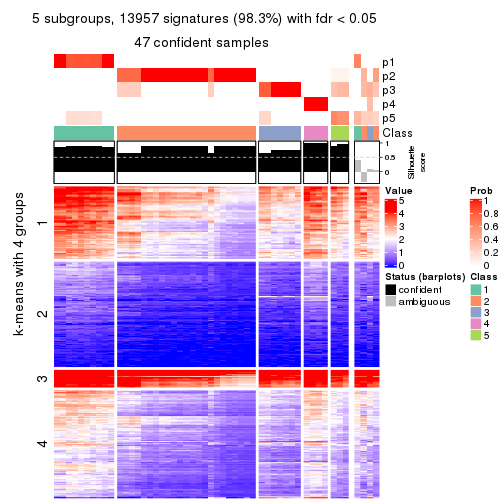 5 subgroups, 13957 signatures (98.3%) with fdr < 0.05
47 confident samples
p1
p2
p3
p4
p5
Class
1
0.5
0
Silhouette
score
k-means with 4 groups
1
2
3
4
Value
5
4
3
2
1
0
Prob
1
0.8
0.6
0.4
0.2
0
Status (barplots)
confident
ambiguous
Class
1
2
3
4
5